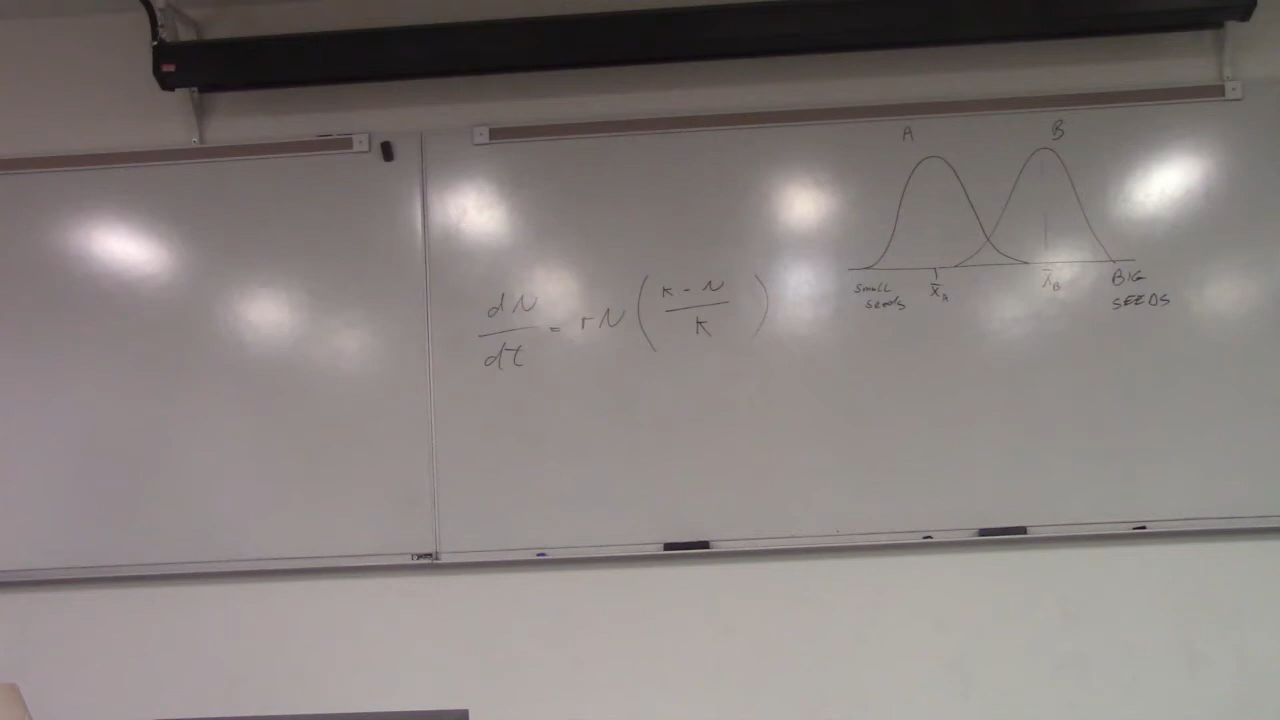 dN/dt = rN (K - N / K)
A
B
Small
seeds
X̄A
X̄B
BIG
SEEDS